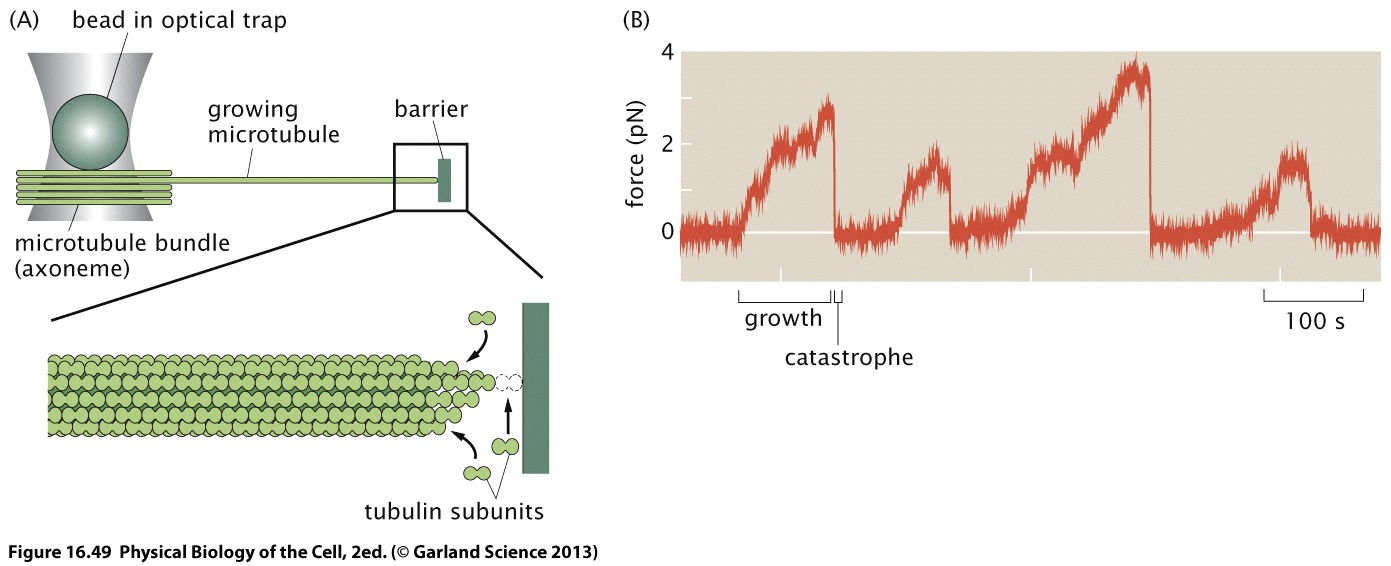 (A)
bead in optical trap
growing
microtubule
barrier
microtubule bundle
(axoneme)
tubulin subunits
(B)
force (pN)
4
2
0
growth
catastrophe
100 s
Figure 16.49 Physical Biology of the Cell, 2ed. (© Garland Science 2013)